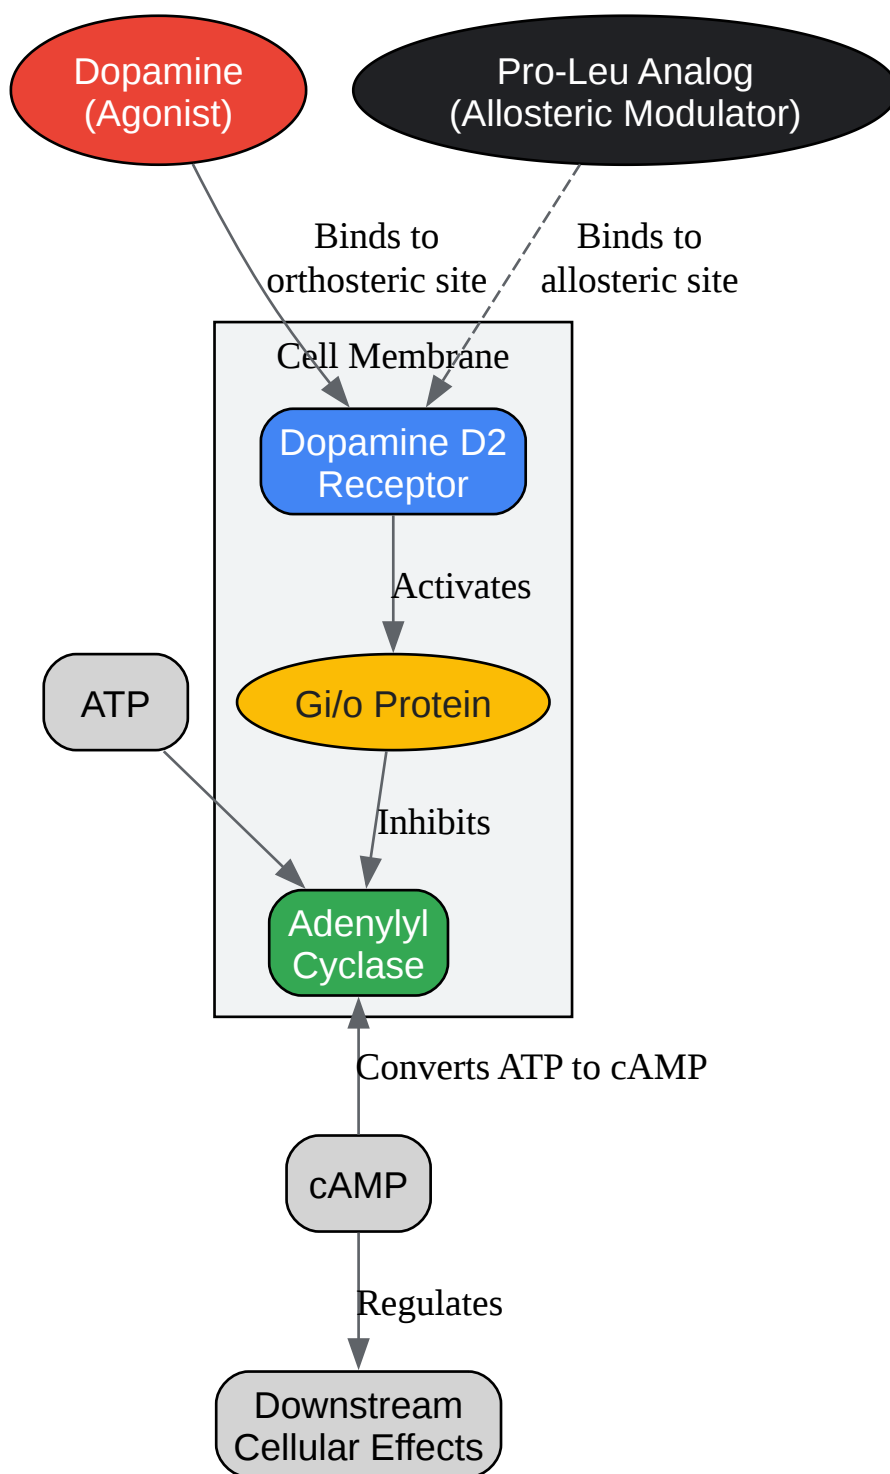 Dopamine
(Agonist)
Pro-Leu Analog
(Allosteric Modulator)
Binds to
orthosteric site
Binds to
allosteric site
Cell Membrane
Dopamine D2
Receptor
Activates
ATP
Gi/o Protein
Inhibits
Adenylyl
Cyclase
Converts ATP to cAMP
cAMP
Regulates
Downstream
Cellular Effects